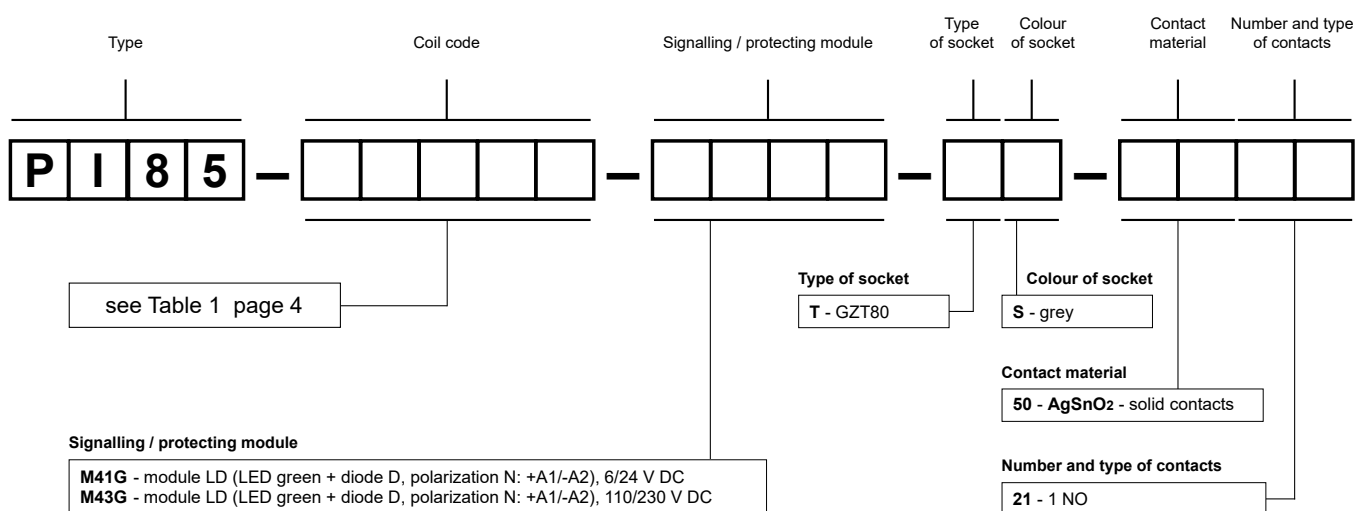 Type
Coil code
Signalling / protecting module
Type
of socket
Colour
of socket
Contact
material
Number and type
of contacts
P I 8 5 – – – –
see Table 1 page 4
Type of socket
T - GZT80
Colour of socket
S - grey
Contact material
50 - AgSnO2 - solid contacts
Signalling / protecting module
M41G - module LD (LED green + diode D, polarization N: +A1/-A2), 6/24 V DC
M43G - module LD (LED green + diode D, polarization N: +A1/-A2), 110/230 V DC
Number and type of contacts
21 - 1 NO